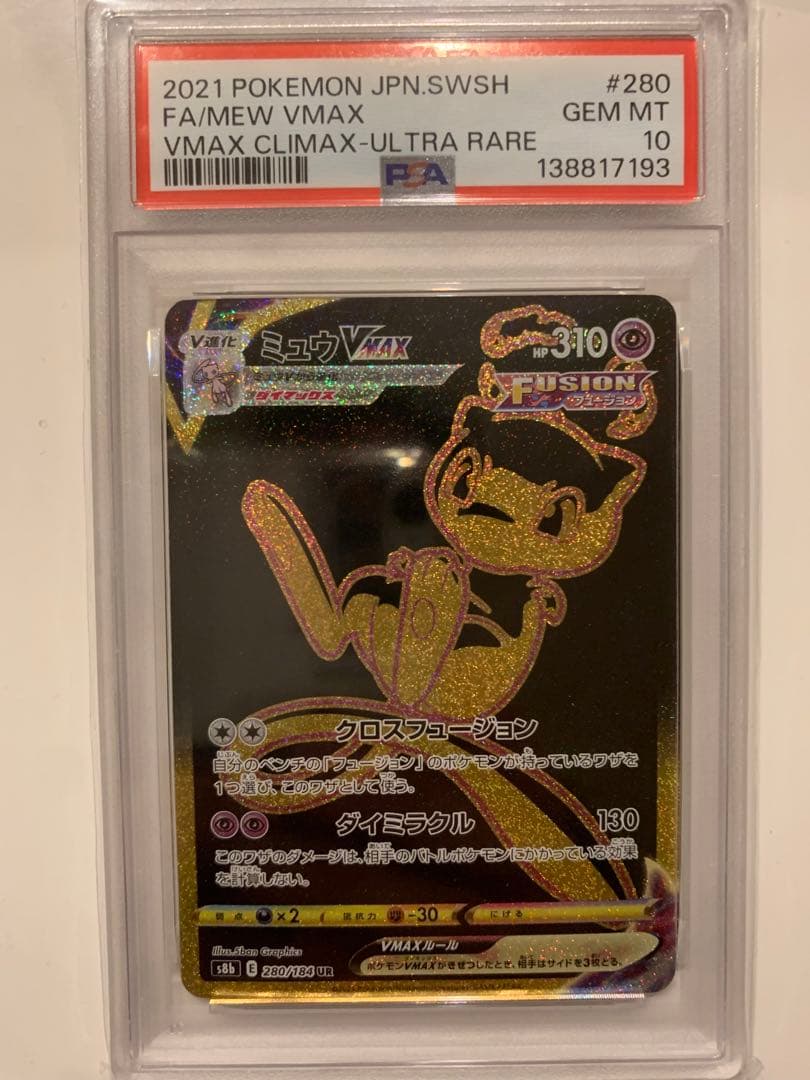 2021 POKEMON JPN.SWSH #280
FA/MEW VMAX GEM MT
VMAX CLIMAX-ULTRA RARE 10
PSA 138817193
V進化 ミュウVMAX HP310
ミュウVから進化
ダイマックス
FUSION
フュージョン
クロスフュージョン
自分のベンチの「フュージョン」のポケモンが持っているワザを
1つ選び、このワザとして使う。
ダイミラクル 130
このワザのダメージは、相手のバトルポケモンにかかっている効果
を計算しない。
弱点 ×2 抵抗力 -30 にげる
Illus.5ban Graphics
VMAXルール
ポケモンVMAXがきぜつしたとき、相手はサイドを3枚とる。
s8b E 280/184 UR